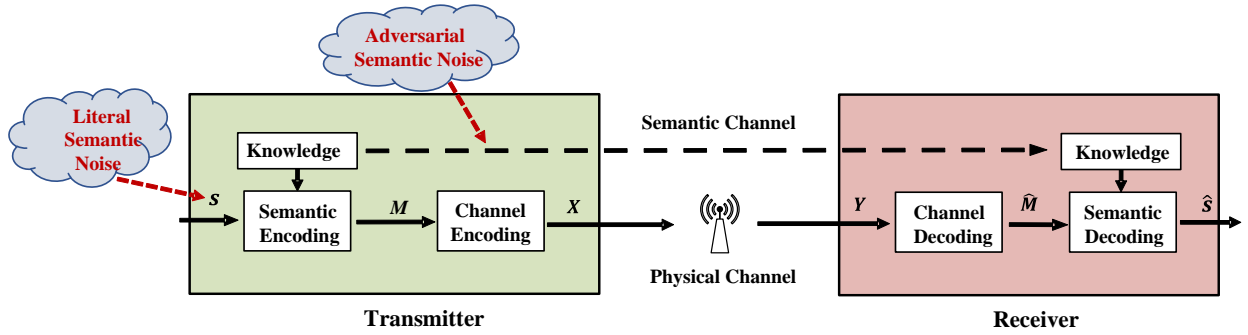 Adversarial
Semantic Noise
Literal
Semantic
Noise
Semantic Channel
Knowledge
Knowledge
s
Semantic
Encoding
M
Channel
Encoding
X
Y
Channel
Decoding
M̂
Semantic
Decoding
ŝ
Physical Channel
Transmitter
Receiver